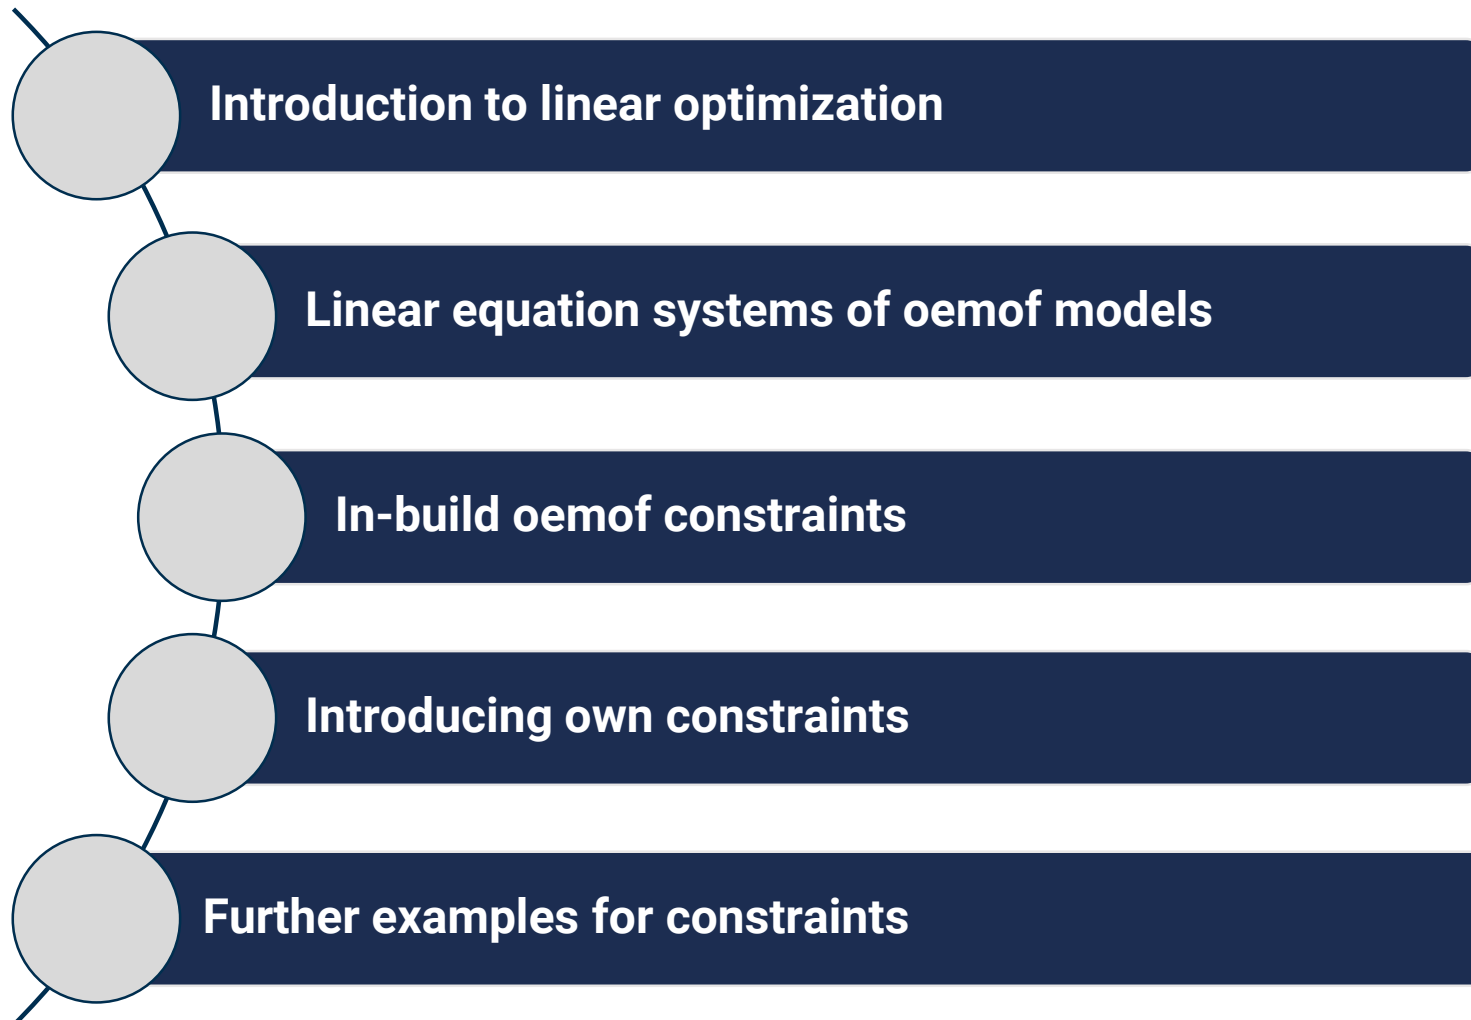 Introduction to linear optimization
Linear equation systems of oemof models
In-build oemof constraints
Introducing own constraints
Further examples for constraints